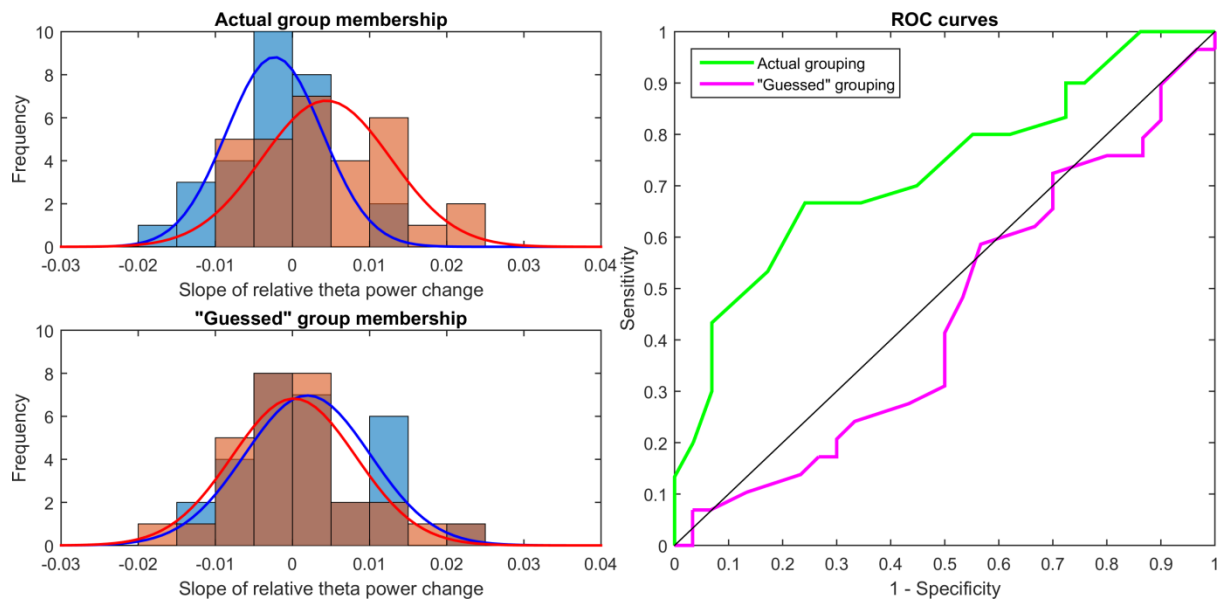 Actual group membership
10
8
6
4
2
0
Frequency
-0.03 -0.02 -0.01 0 0.01 0.02 0.03 0.04
Slope of relative theta power change
"Guessed" group membership
10
8
6
4
2
0
Frequency
-0.03 -0.02 -0.01 0 0.01 0.02 0.03 0.04
Slope of relative theta power change
ROC curves
Actual grouping
"Guessed" grouping
1
0.9
0.8
0.7
0.6
0.5
0.4
0.3
0.2
0.1
0
Sensitivity
0 0.1 0.2 0.3 0.4 0.5 0.6 0.7 0.8 0.9 1
1 - Specificity